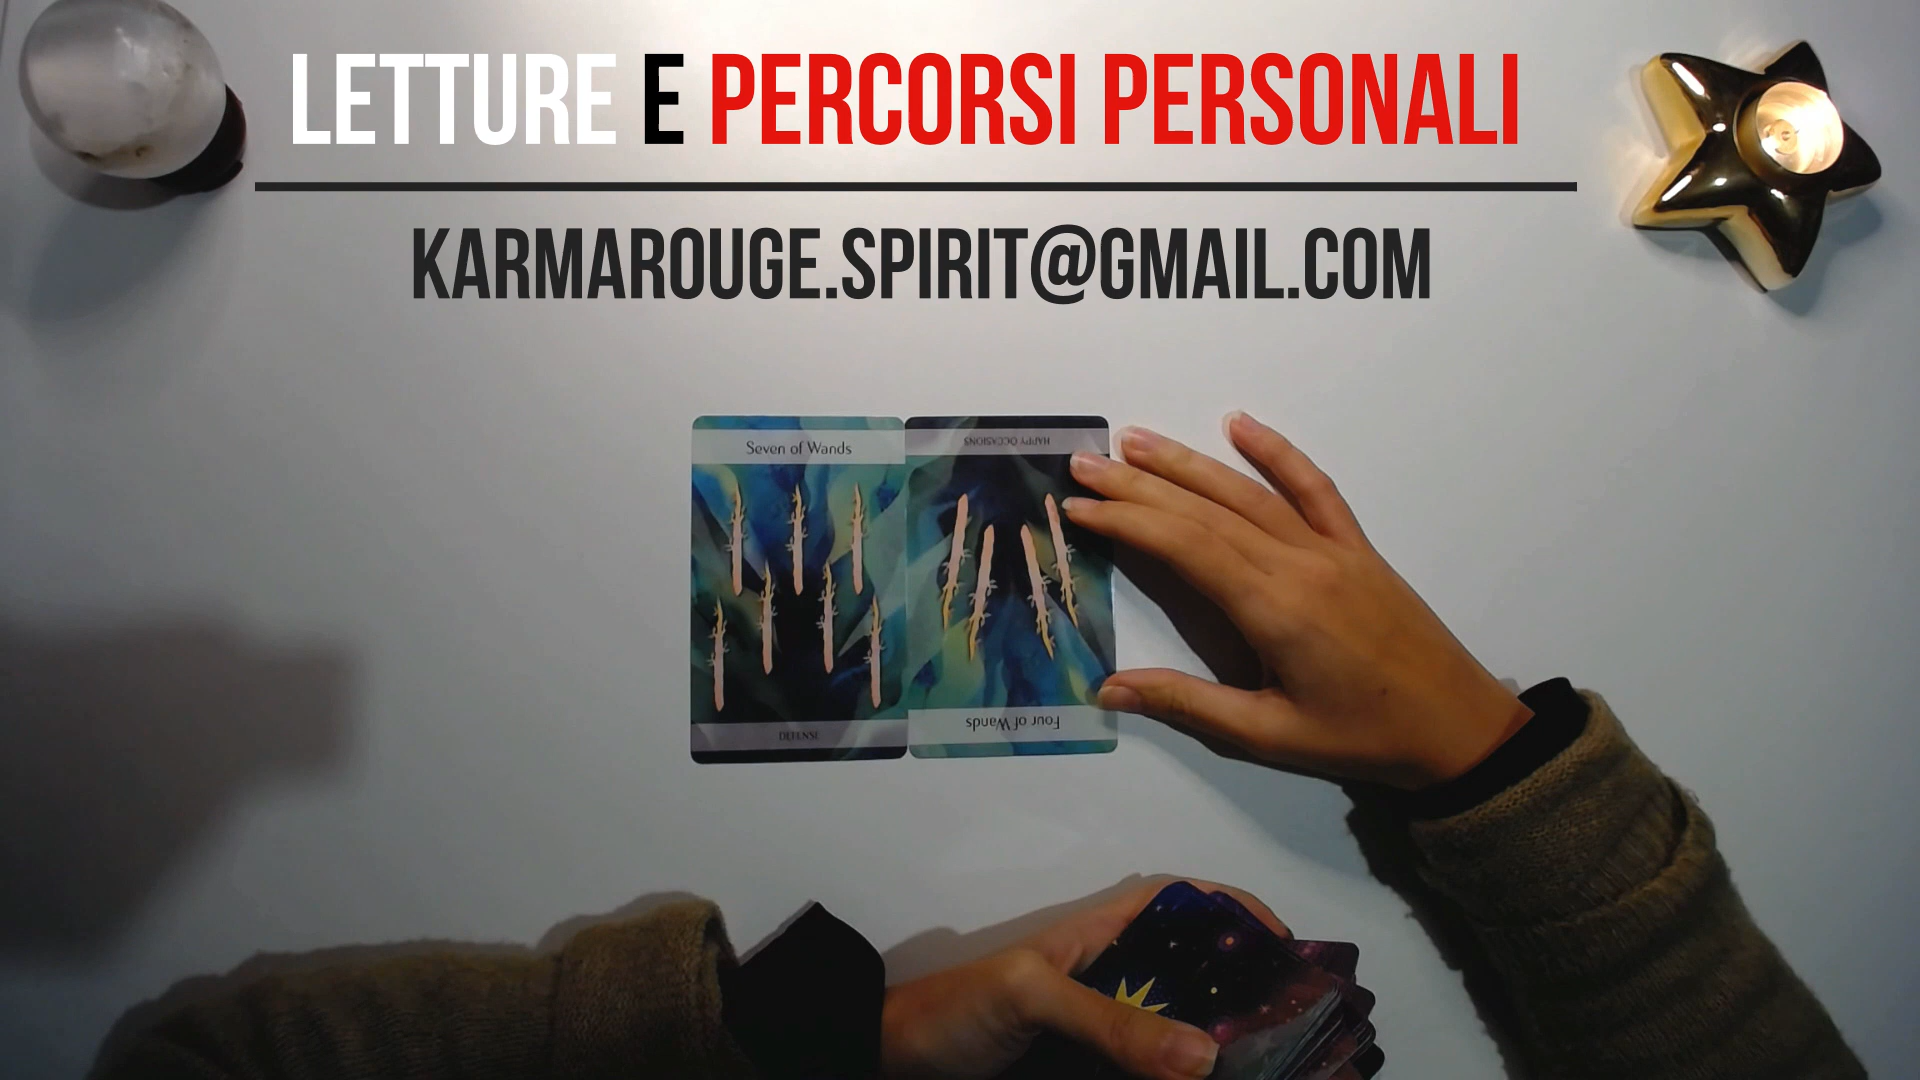 LETTURE E PERCORSI PERSONALI
KARMAROUGE.SPIRIT@GMAIL.COM
Seven of Wands
HAPPY OCCASIONS
Four of Wands
DEFENSE